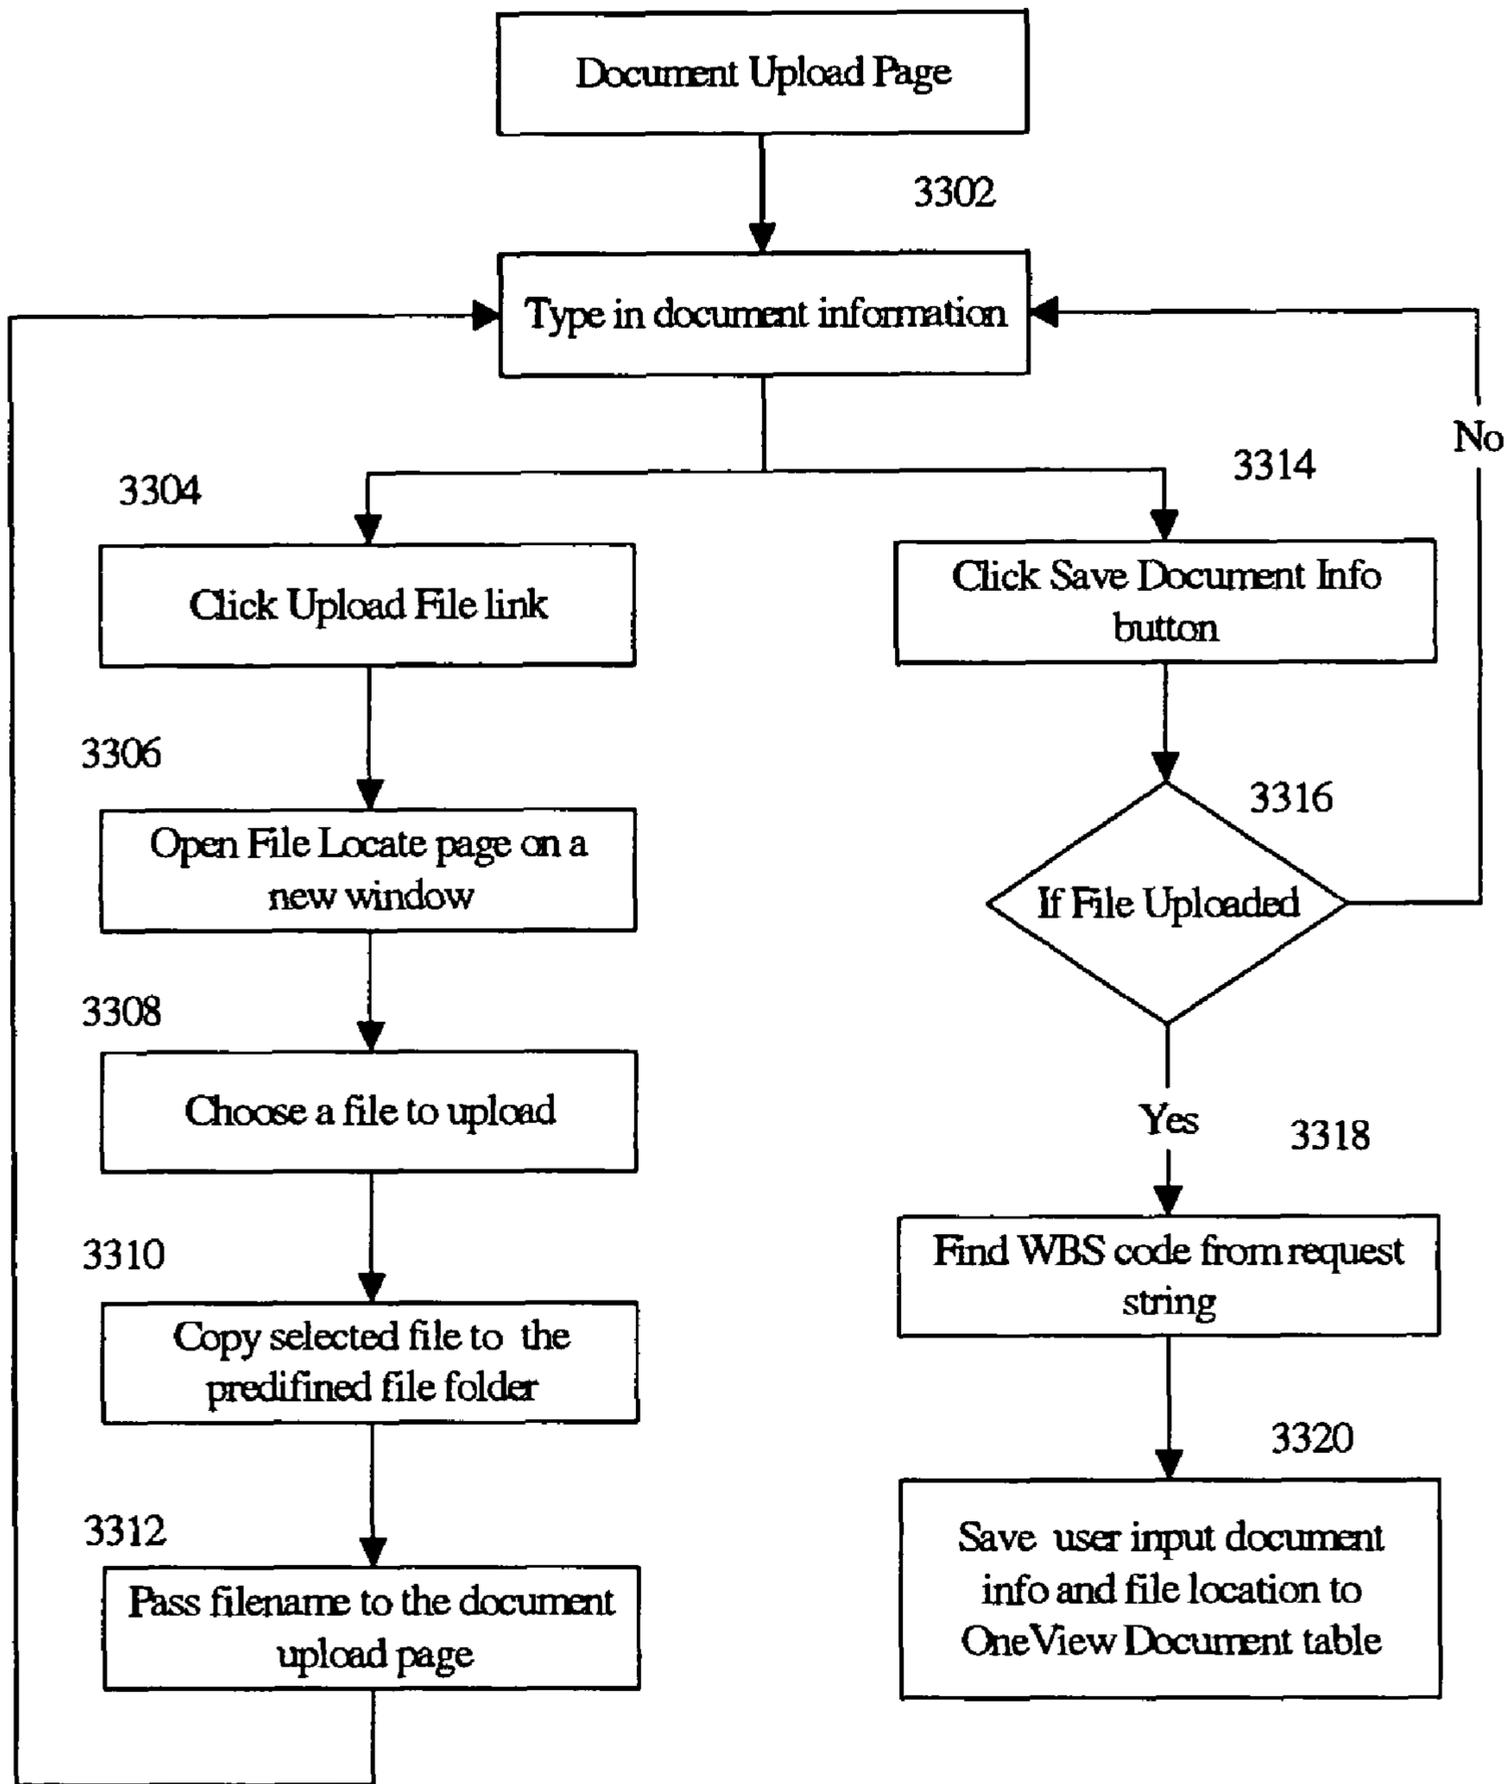 Document Upload Page
3302
Type in document information
No
3304
Click Upload File link
3306
Open File Locate page on a
new window
3308
Choose a file to upload
3310
Copy selected file to the
predifined file folder
3312
Pass filename to the document
upload page
3314
Click Save Document Info
button
3316
If File Uploaded
Yes
3318
Find WBS code from request
string
3320
Save user input document
info and file location to
OneView Document table